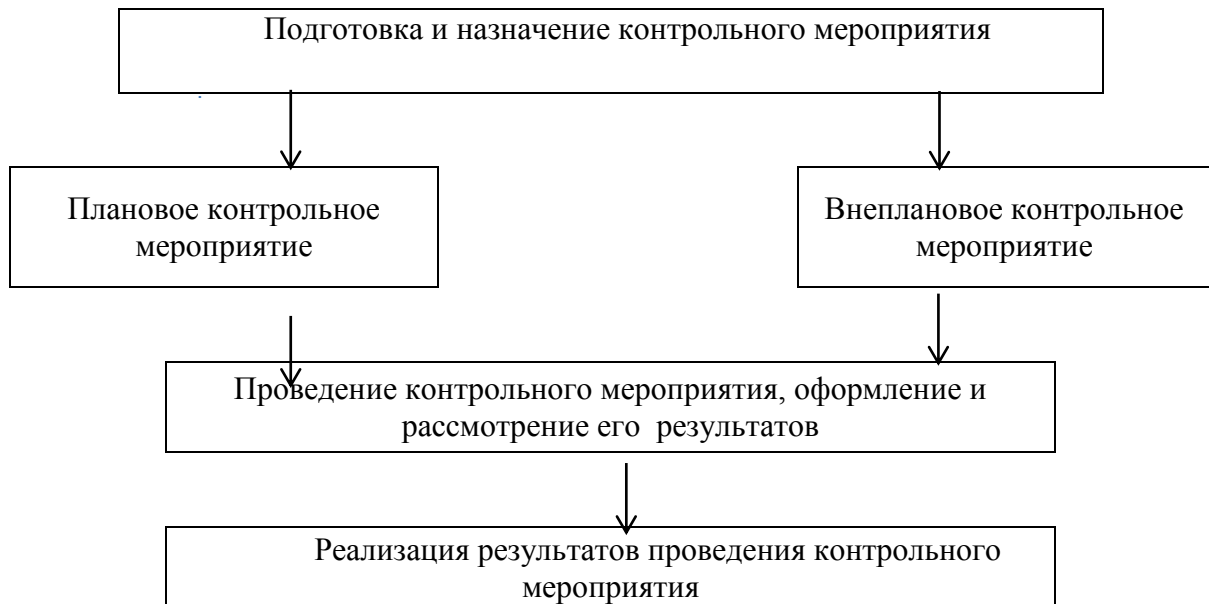 Подготовка и назначение контрольного мероприятия
Плановое контрольное
мероприятие
Внеплановое контрольное
мероприятие
Проведение контрольного мероприятия, оформление и
рассмотрение его результатов
Реализация результатов проведения контрольного
мероприятия